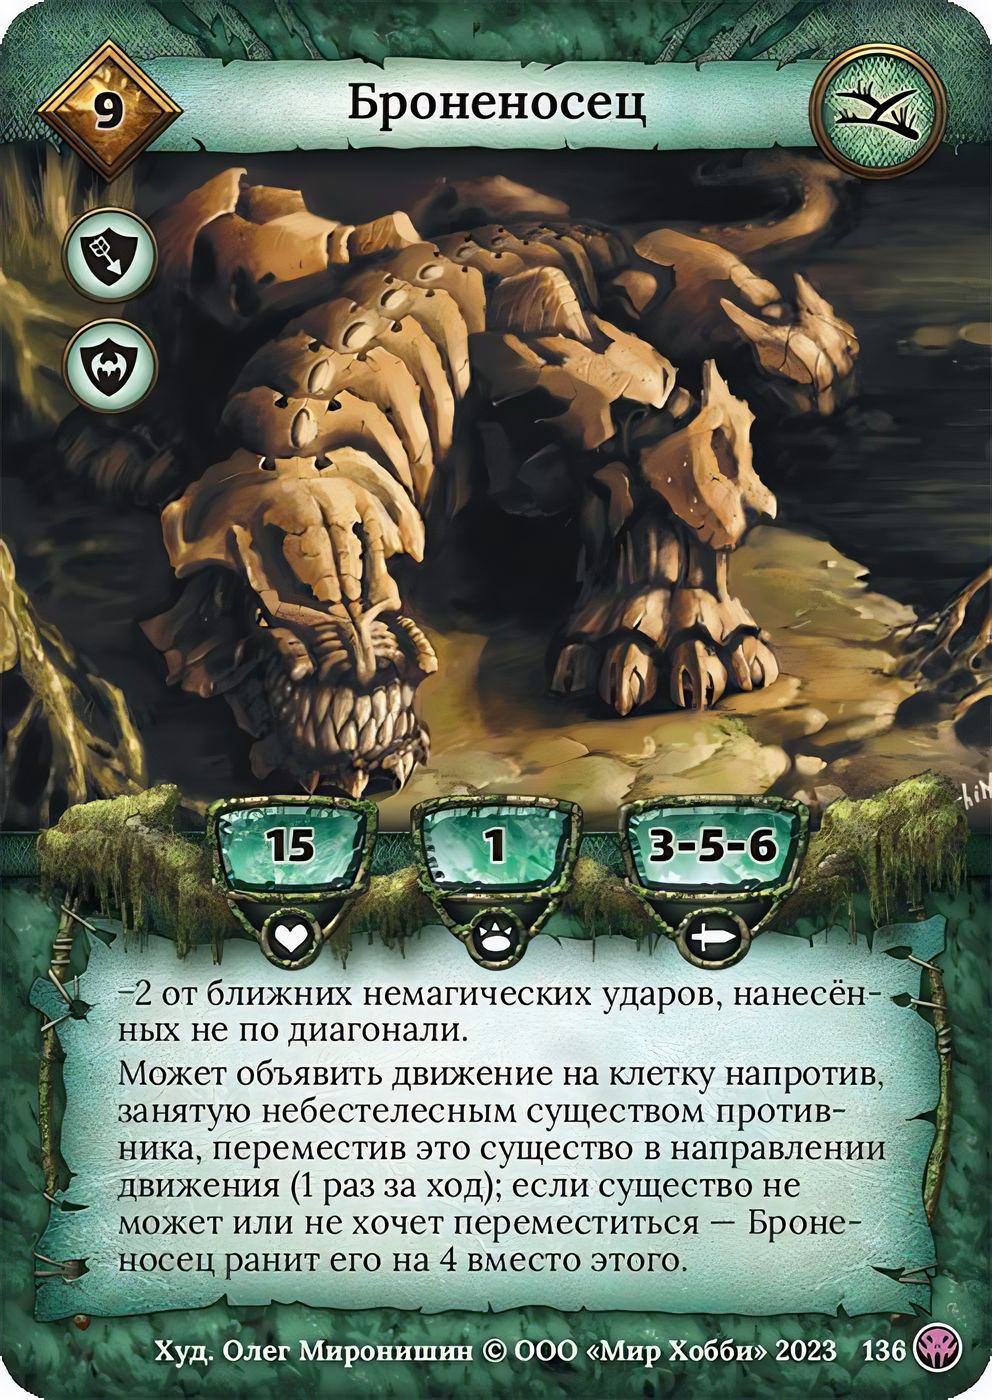 9
Броненосец
15
1
3-5-6
–2 от ближних немагических ударов, нанесён-
ных не по диагонали.
Может объявить движение на клетку напротив,
занятую небестелесным существом против-
ника, переместив это существо в направлении
движения (1 раз за ход); если существо не
может или не хочет переместиться — Броне-
носец ранит его на 4 вместо этого.
Худ. Олег Миронишин © ООО «Мир Хобби» 2023 136